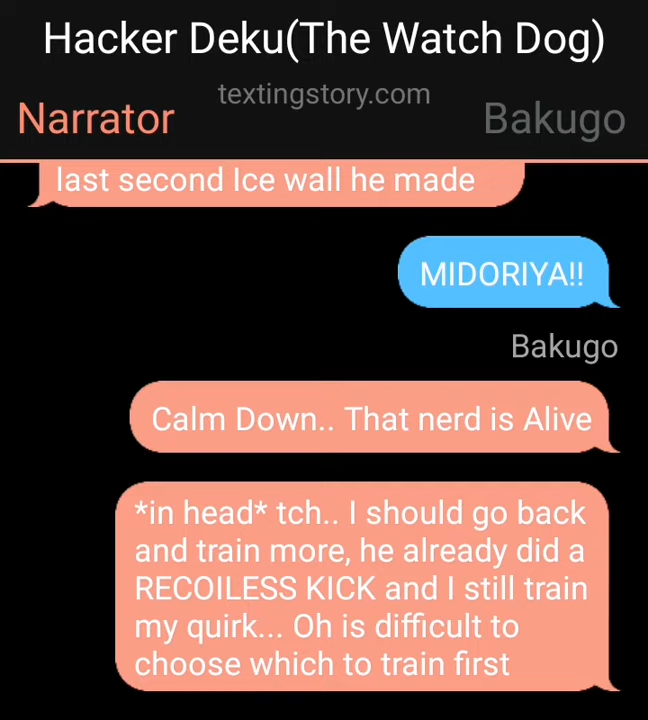 Hacker Deku(The Watch Dog)
textingstory.com
Narrator
Bakugo
last second Ice wall he made
MIDORIYA!!
Bakugo
Calm Down.. That nerd is Alive
*in head* tch.. I should go back
and train more, he already did a
RECOILESS KICK and I still train
my quirk... Oh is difficult to
choose which to train first